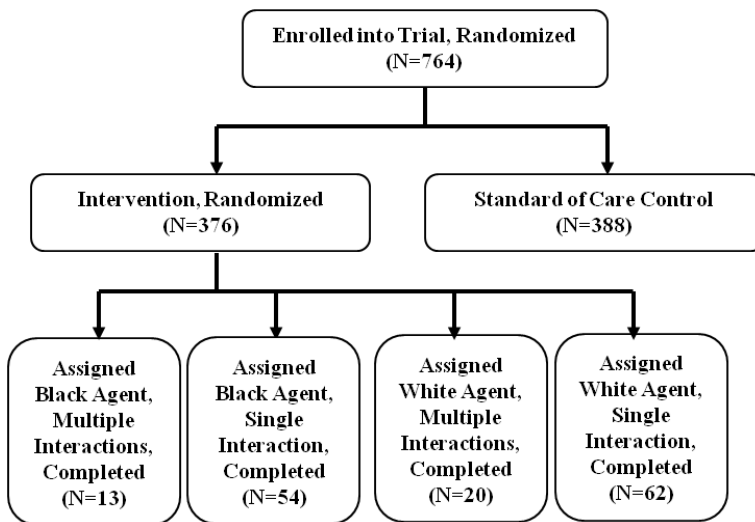 Enrolled into Trial, Randomized
(N=764)
Intervention, Randomized
(N=376)
Standard of Care Control
(N=388)
Assigned
Black Agent,
Multiple
Interactions,
Completed
(N=13)
Assigned
Black Agent,
Single
Interaction,
Completed
(N=54)
Assigned
White Agent,
Multiple
Interactions,
Completed
(N=20)
Assigned
White Agent,
Single
Interaction,
Completed
(N=62)